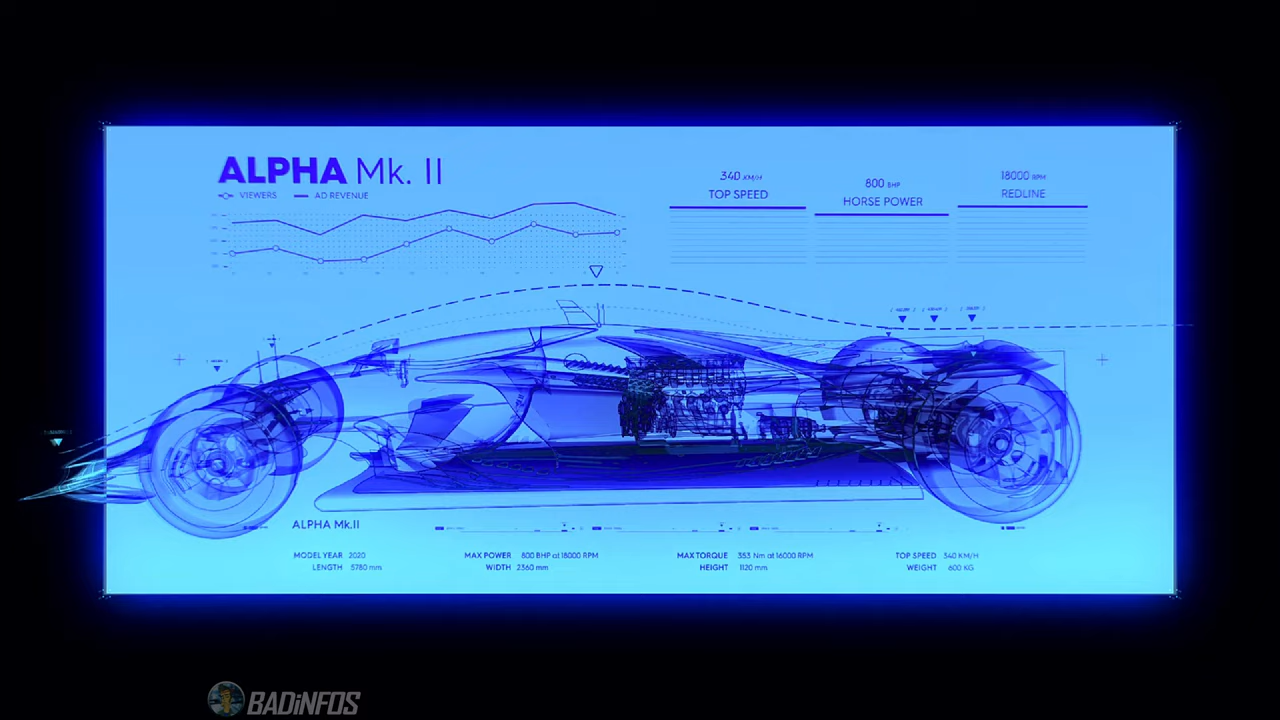 ALPHA Mk. II
VIEWERS AD REVENUE
340 KM/H
TOP SPEED
800 BHP
HORSE POWER
18000 RPM
REDLINE
ALPHA Mk.II
MODEL YEAR 2020
LENGTH 5780 mm
MAX POWER 800 BHP at 18000 RPM
WIDTH 2360 mm
MAX TORQUE 353 Nm at 16000 RPM
HEIGHT 1120 mm
TOP SPEED 340 KM/H
WEIGHT 600 KG
BADiNFOS